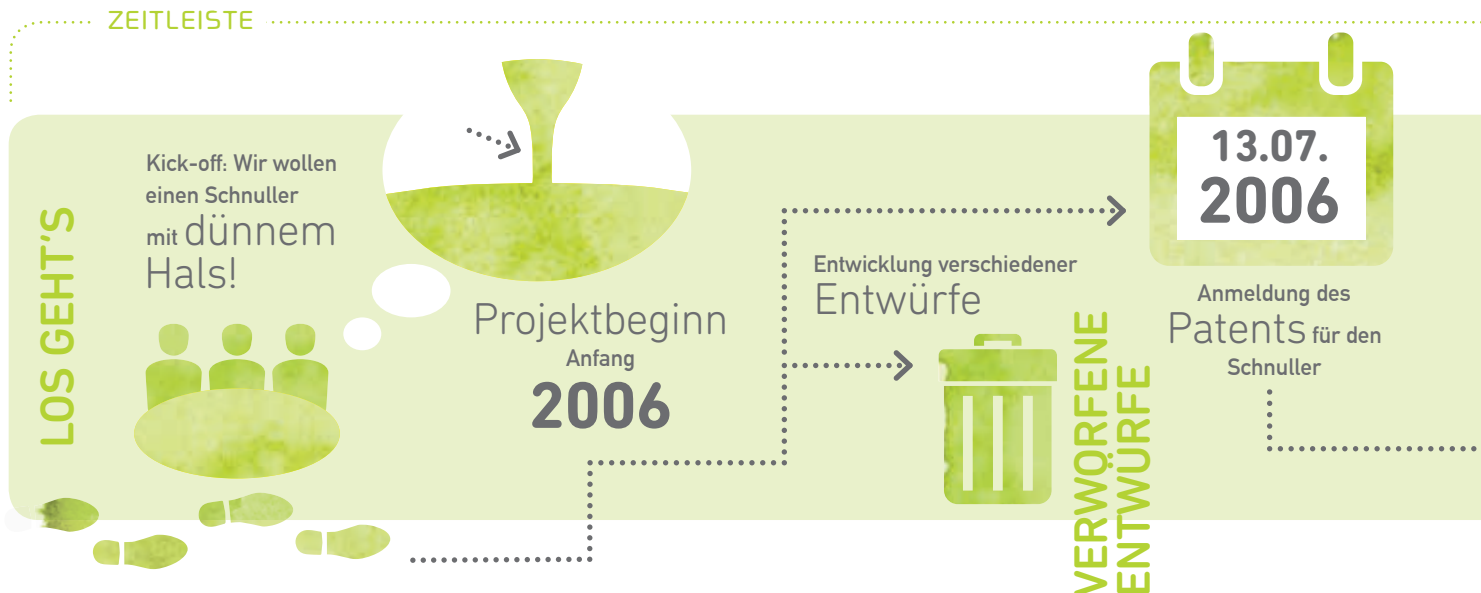 ZEITLEISTE
LOS GEHT'S
Kick-off: Wir wollen
einen Schnuller
mit dünnem
Hals!
Projektbeginn
Anfang
2006
Entwicklung verschiedener
Entwürfe
VERWORFENE
ENTWÜRFE
13.07.
2006
Anmeldung des
Patents für den
Schnuller